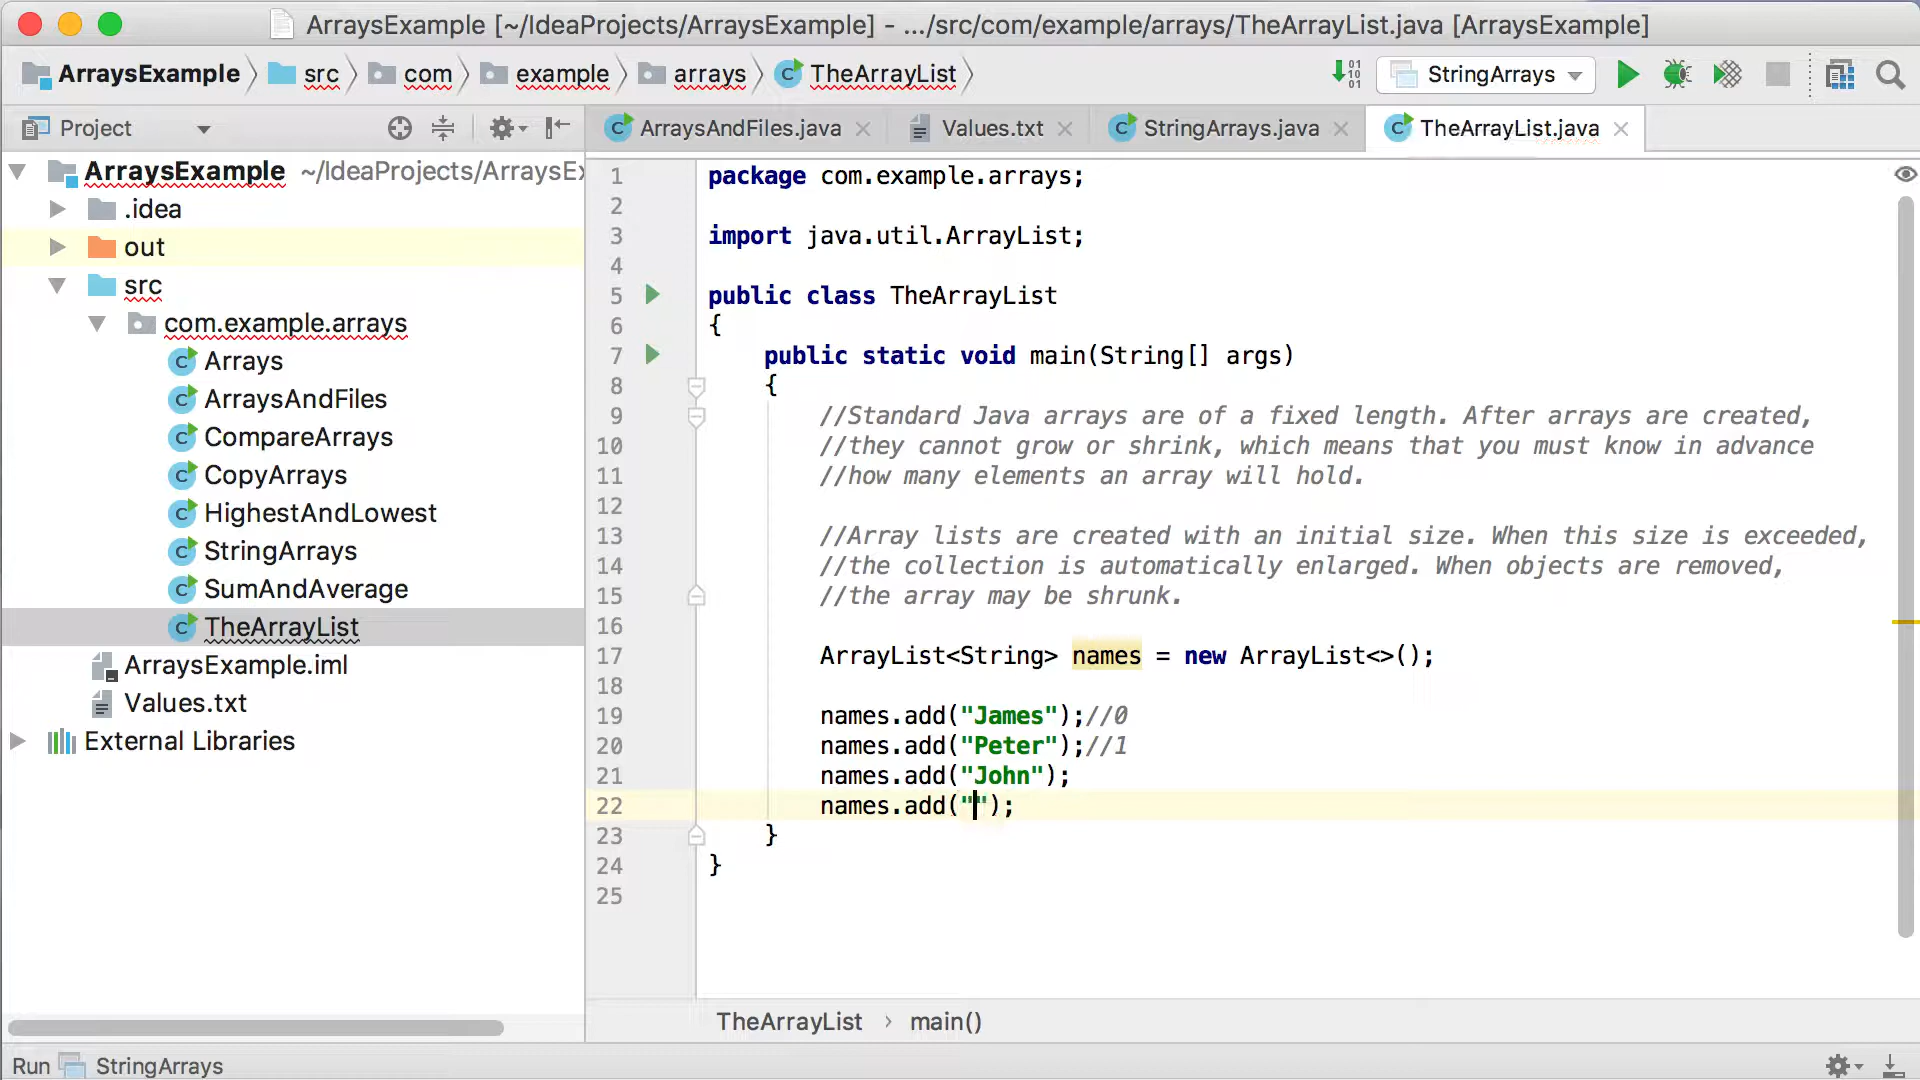 ArraysExample [~/IdeaProjects/ArraysExample] - .../src/com/example/arrays/TheArrayList.java [ArraysExample]
ArraysExample src com example arrays TheArrayList StringArrays
Project
ArraysAndFiles.java Values.txt StringArrays.java TheArrayList.java
ArraysExample ~/IdeaProjects/ArraysEx
.idea
out
src
com.example.arrays
Arrays
ArraysAndFiles
CompareArrays
CopyArrays
HighestAndLowest
StringArrays
SumAndAverage
TheArrayList
ArraysExample.iml
Values.txt
External Libraries
1 package com.example.arrays;
2
3 import java.util.ArrayList;
4
5 public class TheArrayList
6 {
7 public static void main(String[] args)
8 {
9 //Standard Java arrays are of a fixed length. After arrays are created,
10 //they cannot grow or shrink, which means that you must know in advance
11 //how many elements an array will hold.
12
13 //Array lists are created with an initial size. When this size is exceeded,
14 //the collection is automatically enlarged. When objects are removed,
15 //the array may be shrunk.
16
17 ArrayList<String> names = new ArrayList<>();
18
19 names.add("James");//0
20 names.add("Peter");//1
21 names.add("John");
22 names.add("");
23 }
24 }
25
TheArrayList › main()
Run StringArrays